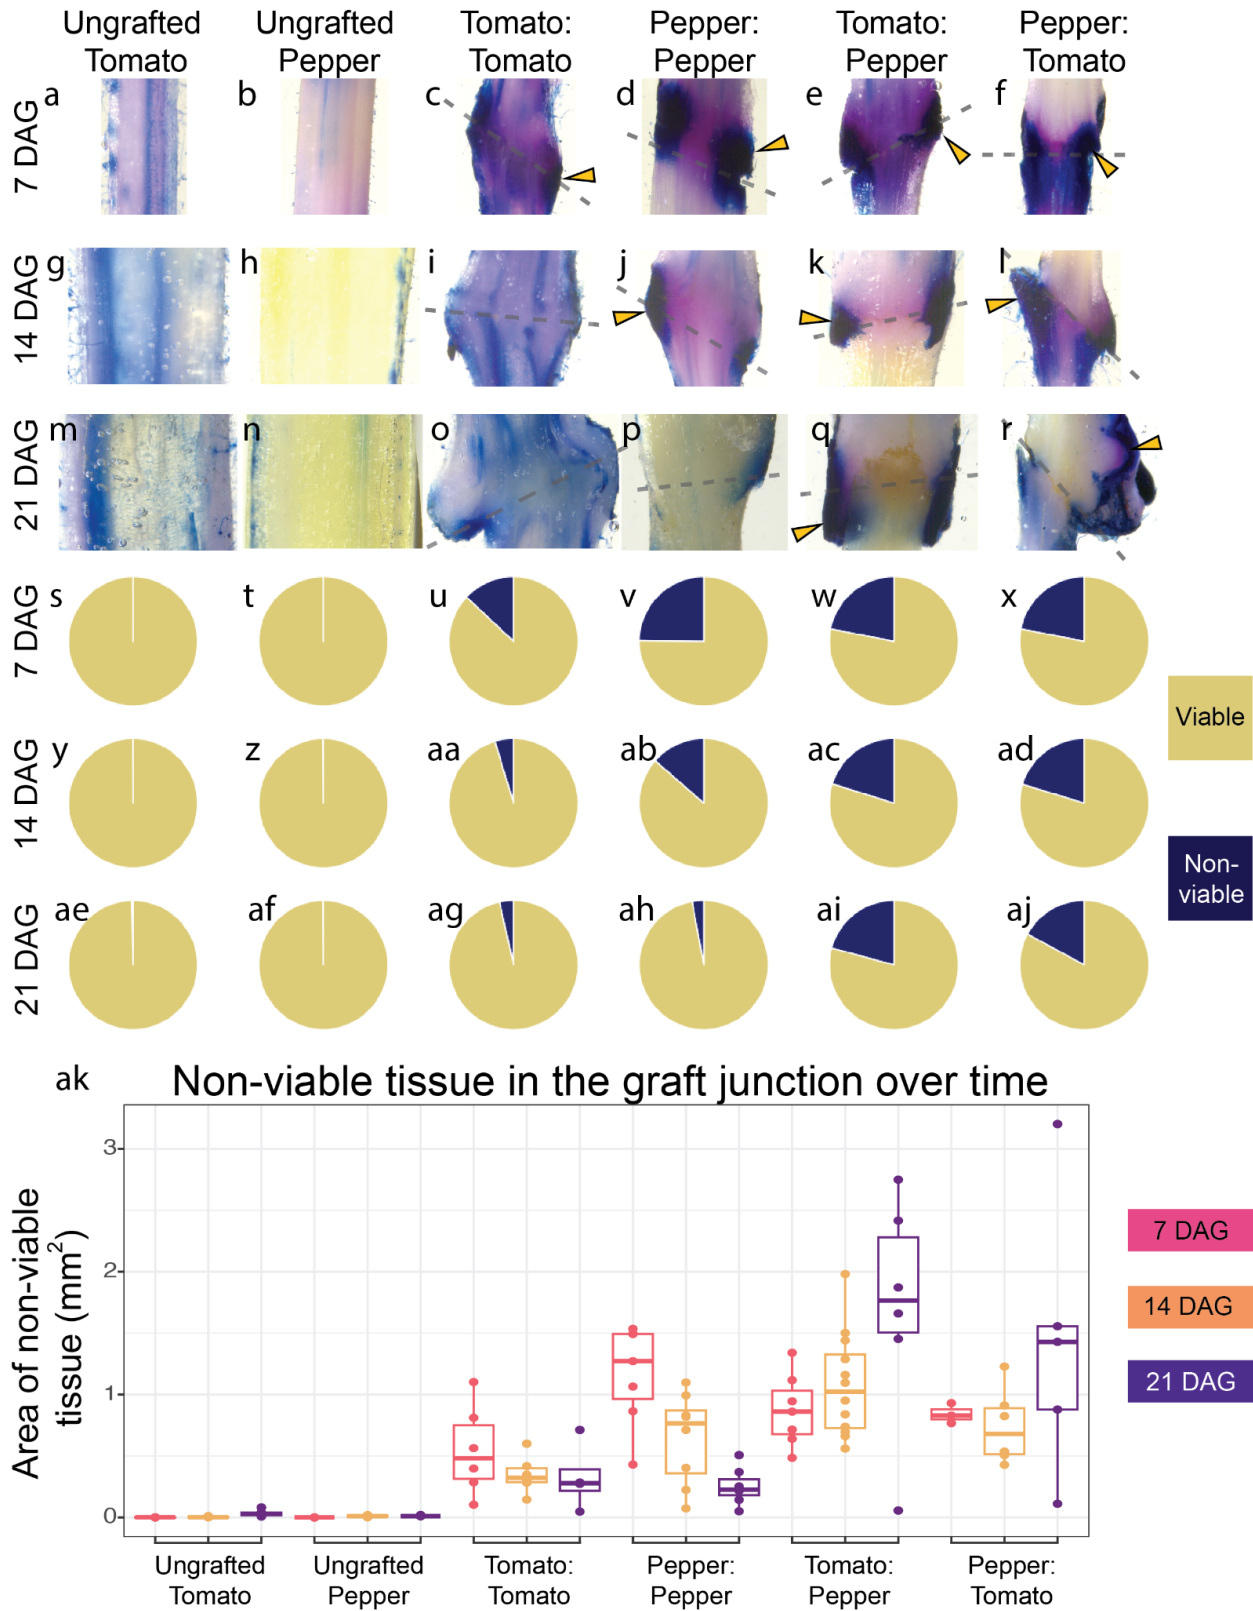 Ungrafted Tomato
Ungrafted Pepper
Tomato: Tomato
Pepper: Pepper
Tomato: Pepper
Pepper: Tomato
7 DAG
a
b
c
d
e
f
14 DAG
g
h
i
j
k
l
21 DAG
m
n
o
p
q
r
7 DAG
s
t
u
v
w
x
Viable
14 DAG
y
z
aa
ab
ac
ad
Non-
viable
21 DAG
ae
af
ag
ah
ai
aj
ak
Non-viable tissue in the graft junction over time
Area of non-viable
tissue (mm²)
3
2
1
0
7 DAG
14 DAG
21 DAG
Ungrafted Tomato
Ungrafted Pepper
Tomato: Tomato
Pepper: Pepper
Tomato: Pepper
Pepper: Tomato